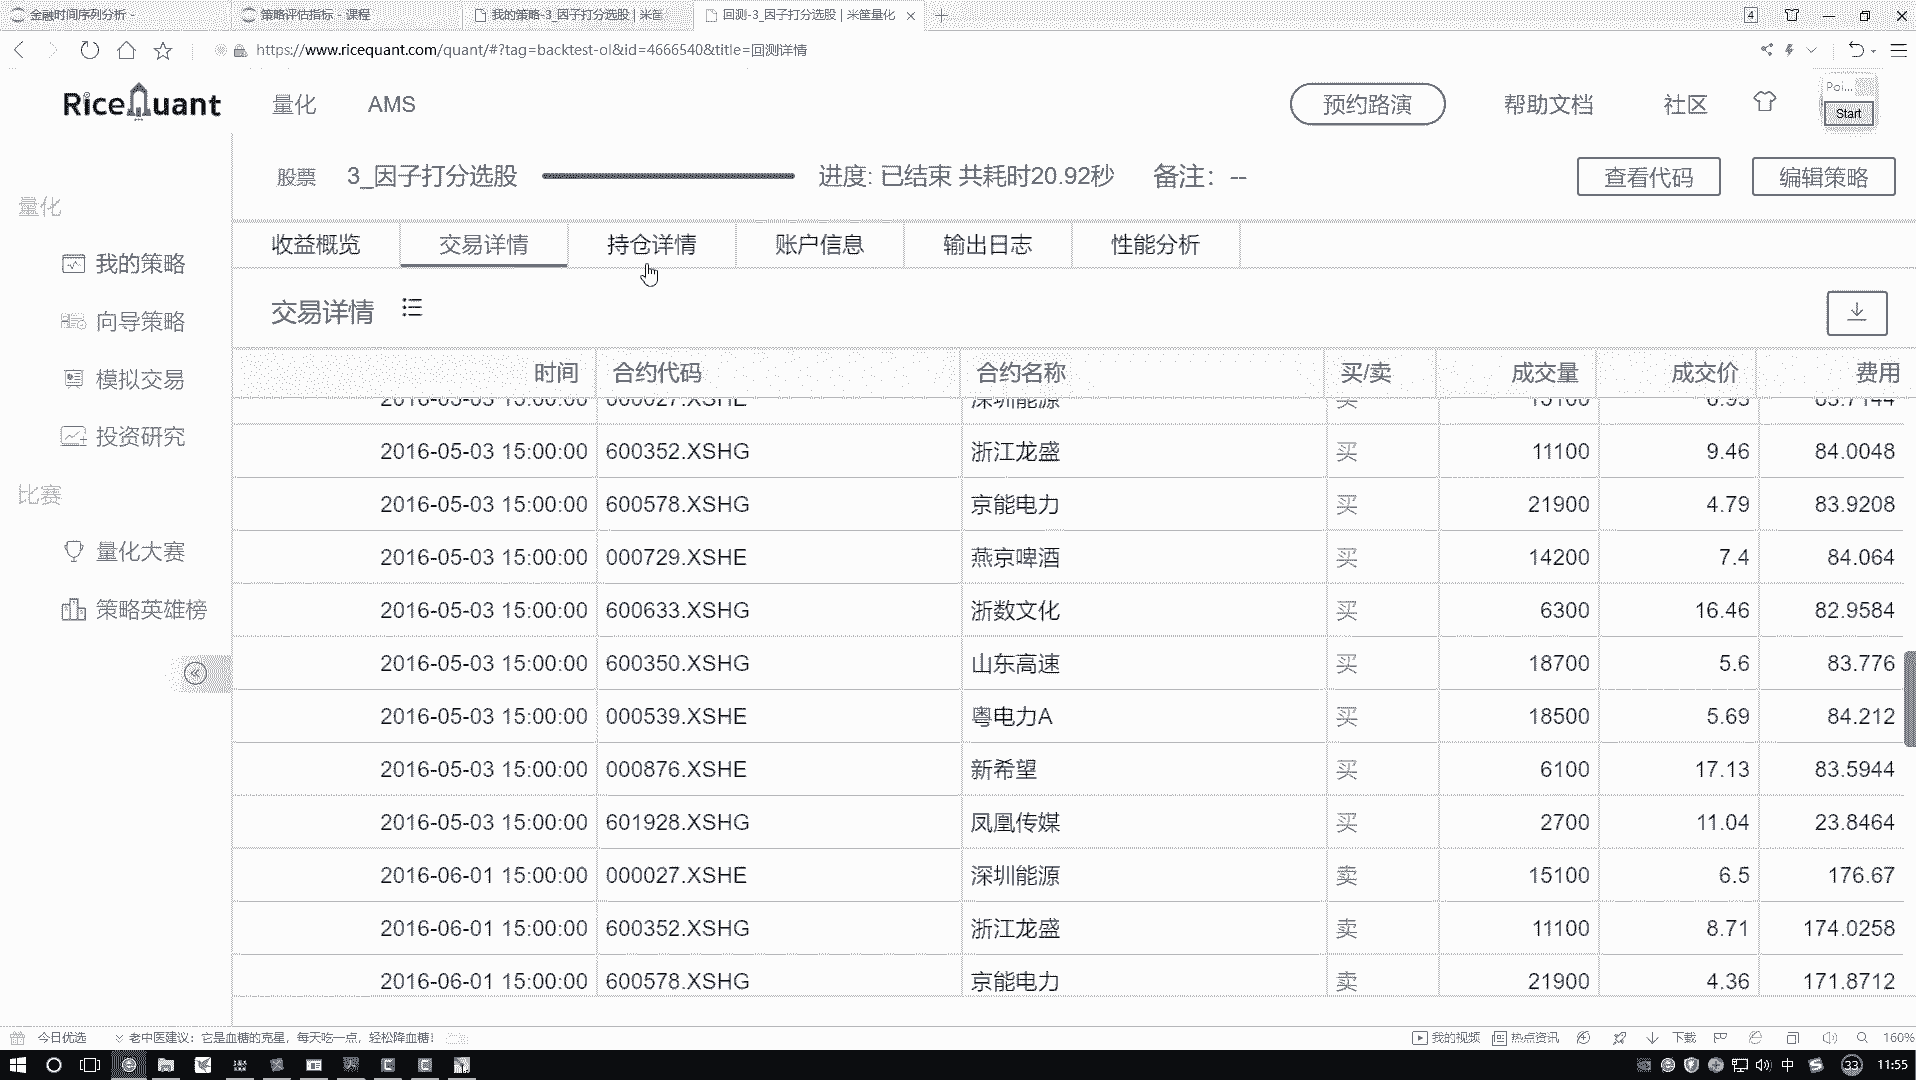 金融时间序列分析 -
策略评估指标 - 课程
我的策略-3_因子打分选股 | 米筐
回测-3_因子打分选股 | 米筐量化
4
https://www.ricequant.com/quant/#?tag=backtest-ol&id=4666540&title=回测详情
RiceQuant 量化 AMS 预约路演 帮助文档 社区
Poi...
Start
股票 3_因子打分选股 进度: 已结束 共耗时20.92秒 备注：-- 查看代码 编辑策略
量化
我的策略
向导策略
模拟交易
投资研究
比赛
量化大赛
策略英雄榜
收益概览 交易详情 持仓详情 账户信息 输出日志 性能分析
交易详情
时间 合约代码 合约名称 买/卖 成交量 成交价 费用
2016-05-03 15:00:00 000027.XSHE 深圳能源 买 15100 6.95 83.7144
2016-05-03 15:00:00 600352.XSHG 浙江龙盛 买 11100 9.46 84.0048
2016-05-03 15:00:00 600578.XSHG 京能电力 买 21900 4.79 83.9208
2016-05-03 15:00:00 000729.XSHE 燕京啤酒 买 14200 7.4 84.064
2016-05-03 15:00:00 600633.XSHG 浙数文化 买 6300 16.46 82.9584
2016-05-03 15:00:00 600350.XSHG 山东高速 买 18700 5.6 83.776
2016-05-03 15:00:00 000539.XSHE 粤电力A 买 18500 5.69 84.212
2016-05-03 15:00:00 000876.XSHE 新希望 买 6100 17.13 83.5944
2016-05-03 15:00:00 601928.XSHG 凤凰传媒 买 2700 11.04 23.8464
2016-06-01 15:00:00 000027.XSHE 深圳能源 卖 15100 6.5 176.67
2016-06-01 15:00:00 600352.XSHG 浙江龙盛 卖 11100 8.71 174.0258
2016-06-01 15:00:00 600578.XSHG 京能电力 卖 21900 4.36 171.8712
今日优选 老中医建议：它是血糖的克星，每天吃一点，轻松降血糖！ 我的视频 热点资讯 下载 160%
中 33 11:55